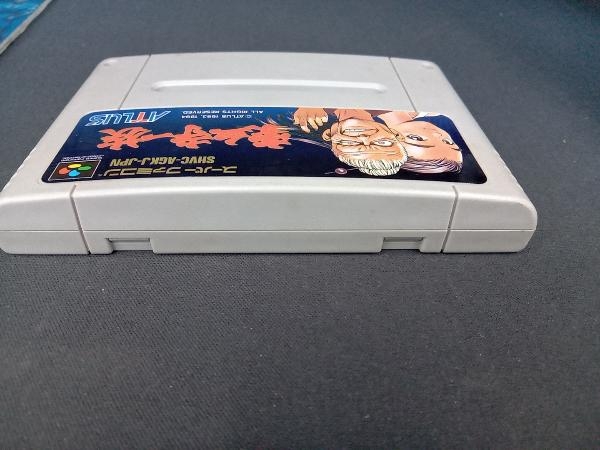 スーパーファミコン
SHVC-AGKJ-JPN
豪血寺一族
© ATLUS 1993, 1994
ALL RIGHTS RESERVED.
ATLUS